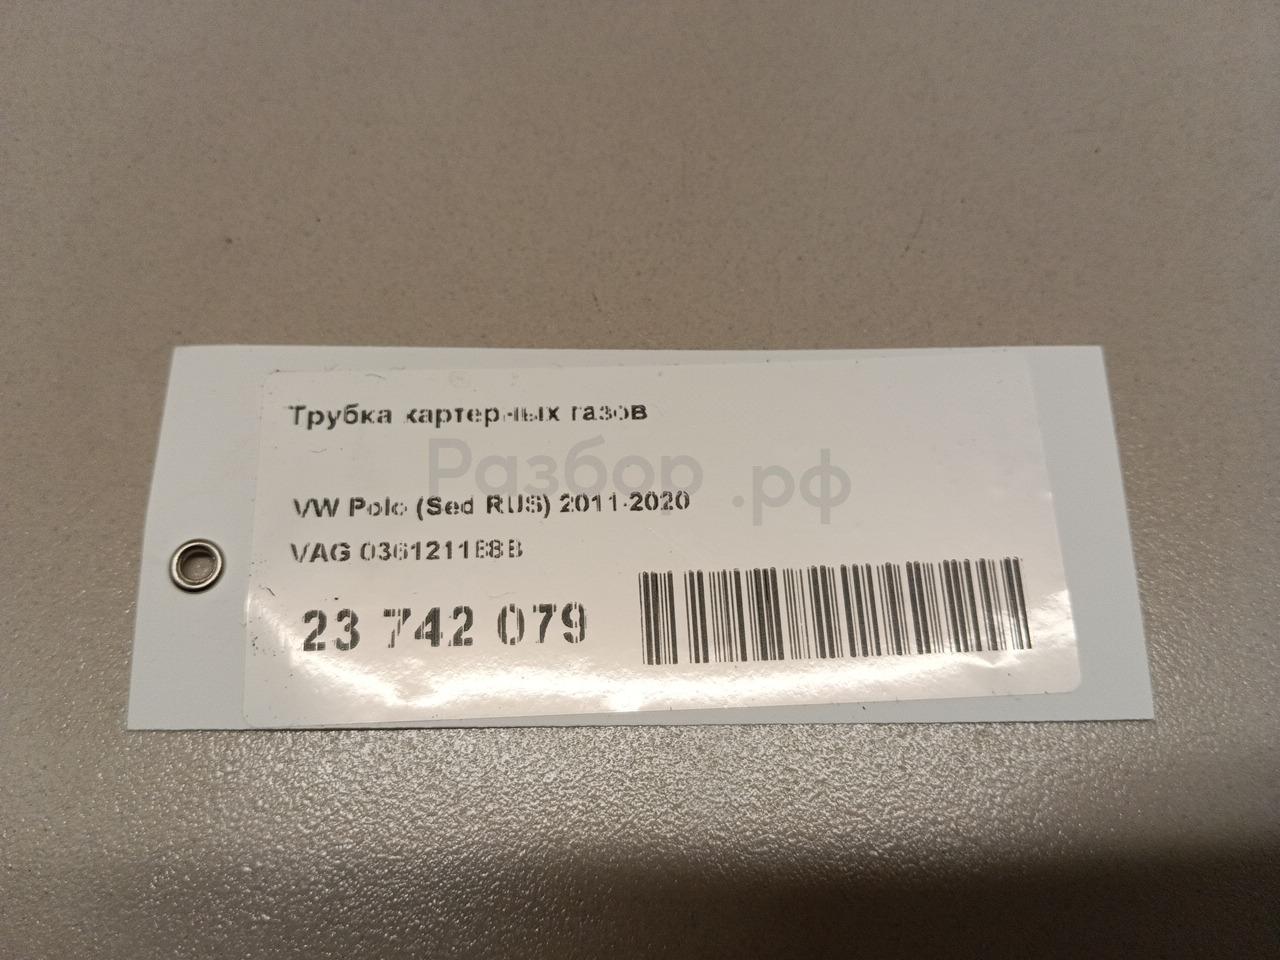 Трубка картерных газов
Разбор.рф
VW Polo (Sed RUS) 2011-2020
VAG 036121188B
23 742 079